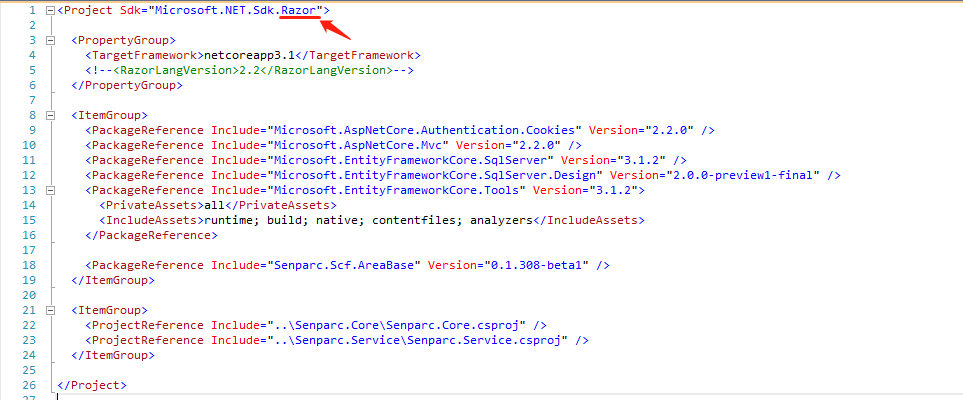 1 <Project Sdk="Microsoft.NET.Sdk.Razor">
2
3 <PropertyGroup>
4 <TargetFramework>netcoreapp3.1</TargetFramework>
5 <!--<RazorLangVersion>2.2</RazorLangVersion>-->
6 </PropertyGroup>
7
8 <ItemGroup>
9 <PackageReference Include="Microsoft.AspNetCore.Authentication.Cookies" Version="2.2.0" />
10 <PackageReference Include="Microsoft.AspNetCore.Mvc" Version="2.2.0" />
11 <PackageReference Include="Microsoft.EntityFrameworkCore.SqlServer" Version="3.1.2" />
12 <PackageReference Include="Microsoft.EntityFrameworkCore.SqlServer.Design" Version="2.0.0-preview1-final" />
13 <PackageReference Include="Microsoft.EntityFrameworkCore.Tools" Version="3.1.2">
14 <PrivateAssets>all</PrivateAssets>
15 <IncludeAssets>runtime; build; native; contentfiles; analyzers</IncludeAssets>
16 </PackageReference>
17
18 <PackageReference Include="Senparc.Scf.AreaBase" Version="0.1.308-beta1" />
19 </ItemGroup>
20
21 <ItemGroup>
22 <ProjectReference Include="..\Senparc.Core\Senparc.Core.csproj" />
23 <ProjectReference Include="..\Senparc.Service\Senparc.Service.csproj" />
24 </ItemGroup>
25
26 </Project>
27